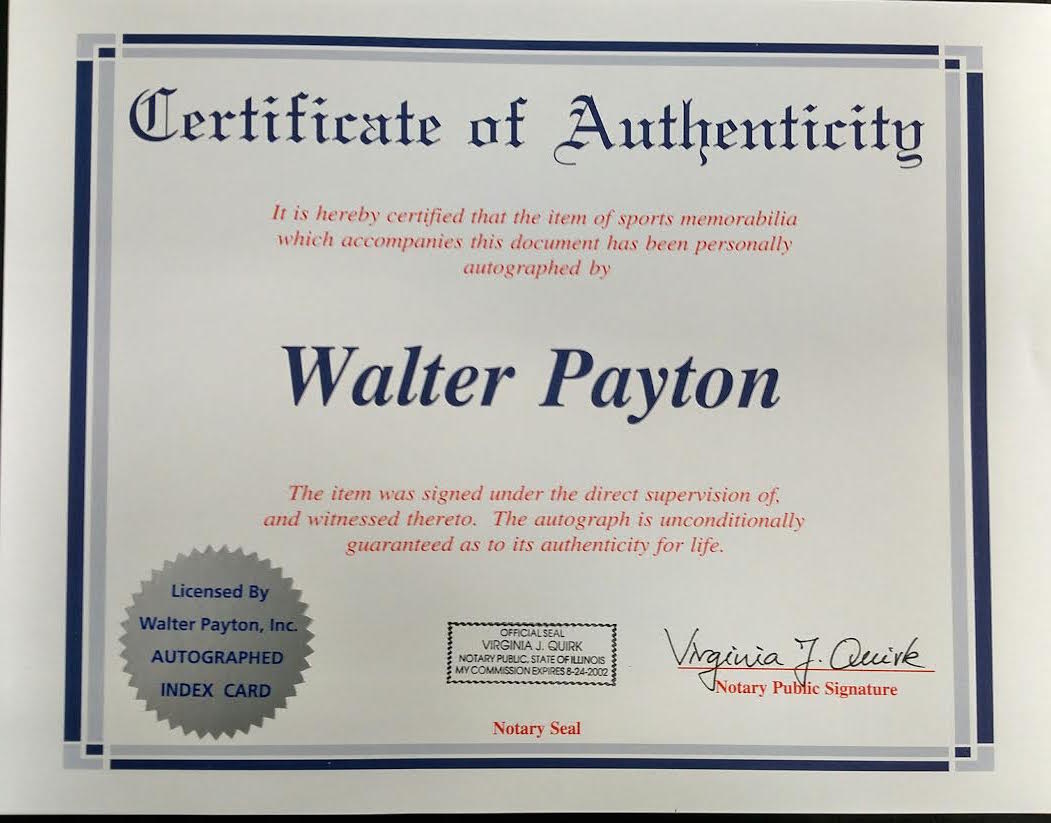 Certificate of Authenticity
It is hereby certified that the item of sports memorabilia
which accompanies this document has been personally
autographed by
Walter Payton
The item was signed under the direct supervision of,
and witnessed thereto. The autograph is unconditionally
guaranteed as to its authenticity for life.
Licensed By
Walter Payton, Inc.
AUTOGRAPHED
INDEX CARD
OFFICIAL SEAL
VIRGINIA J. QUIRK
NOTARY PUBLIC, STATE OF ILLINOIS
MY COMMISSION EXPIRES 8-24-2002
Notary Seal
Virginia J. Quirk
Notary Public Signature